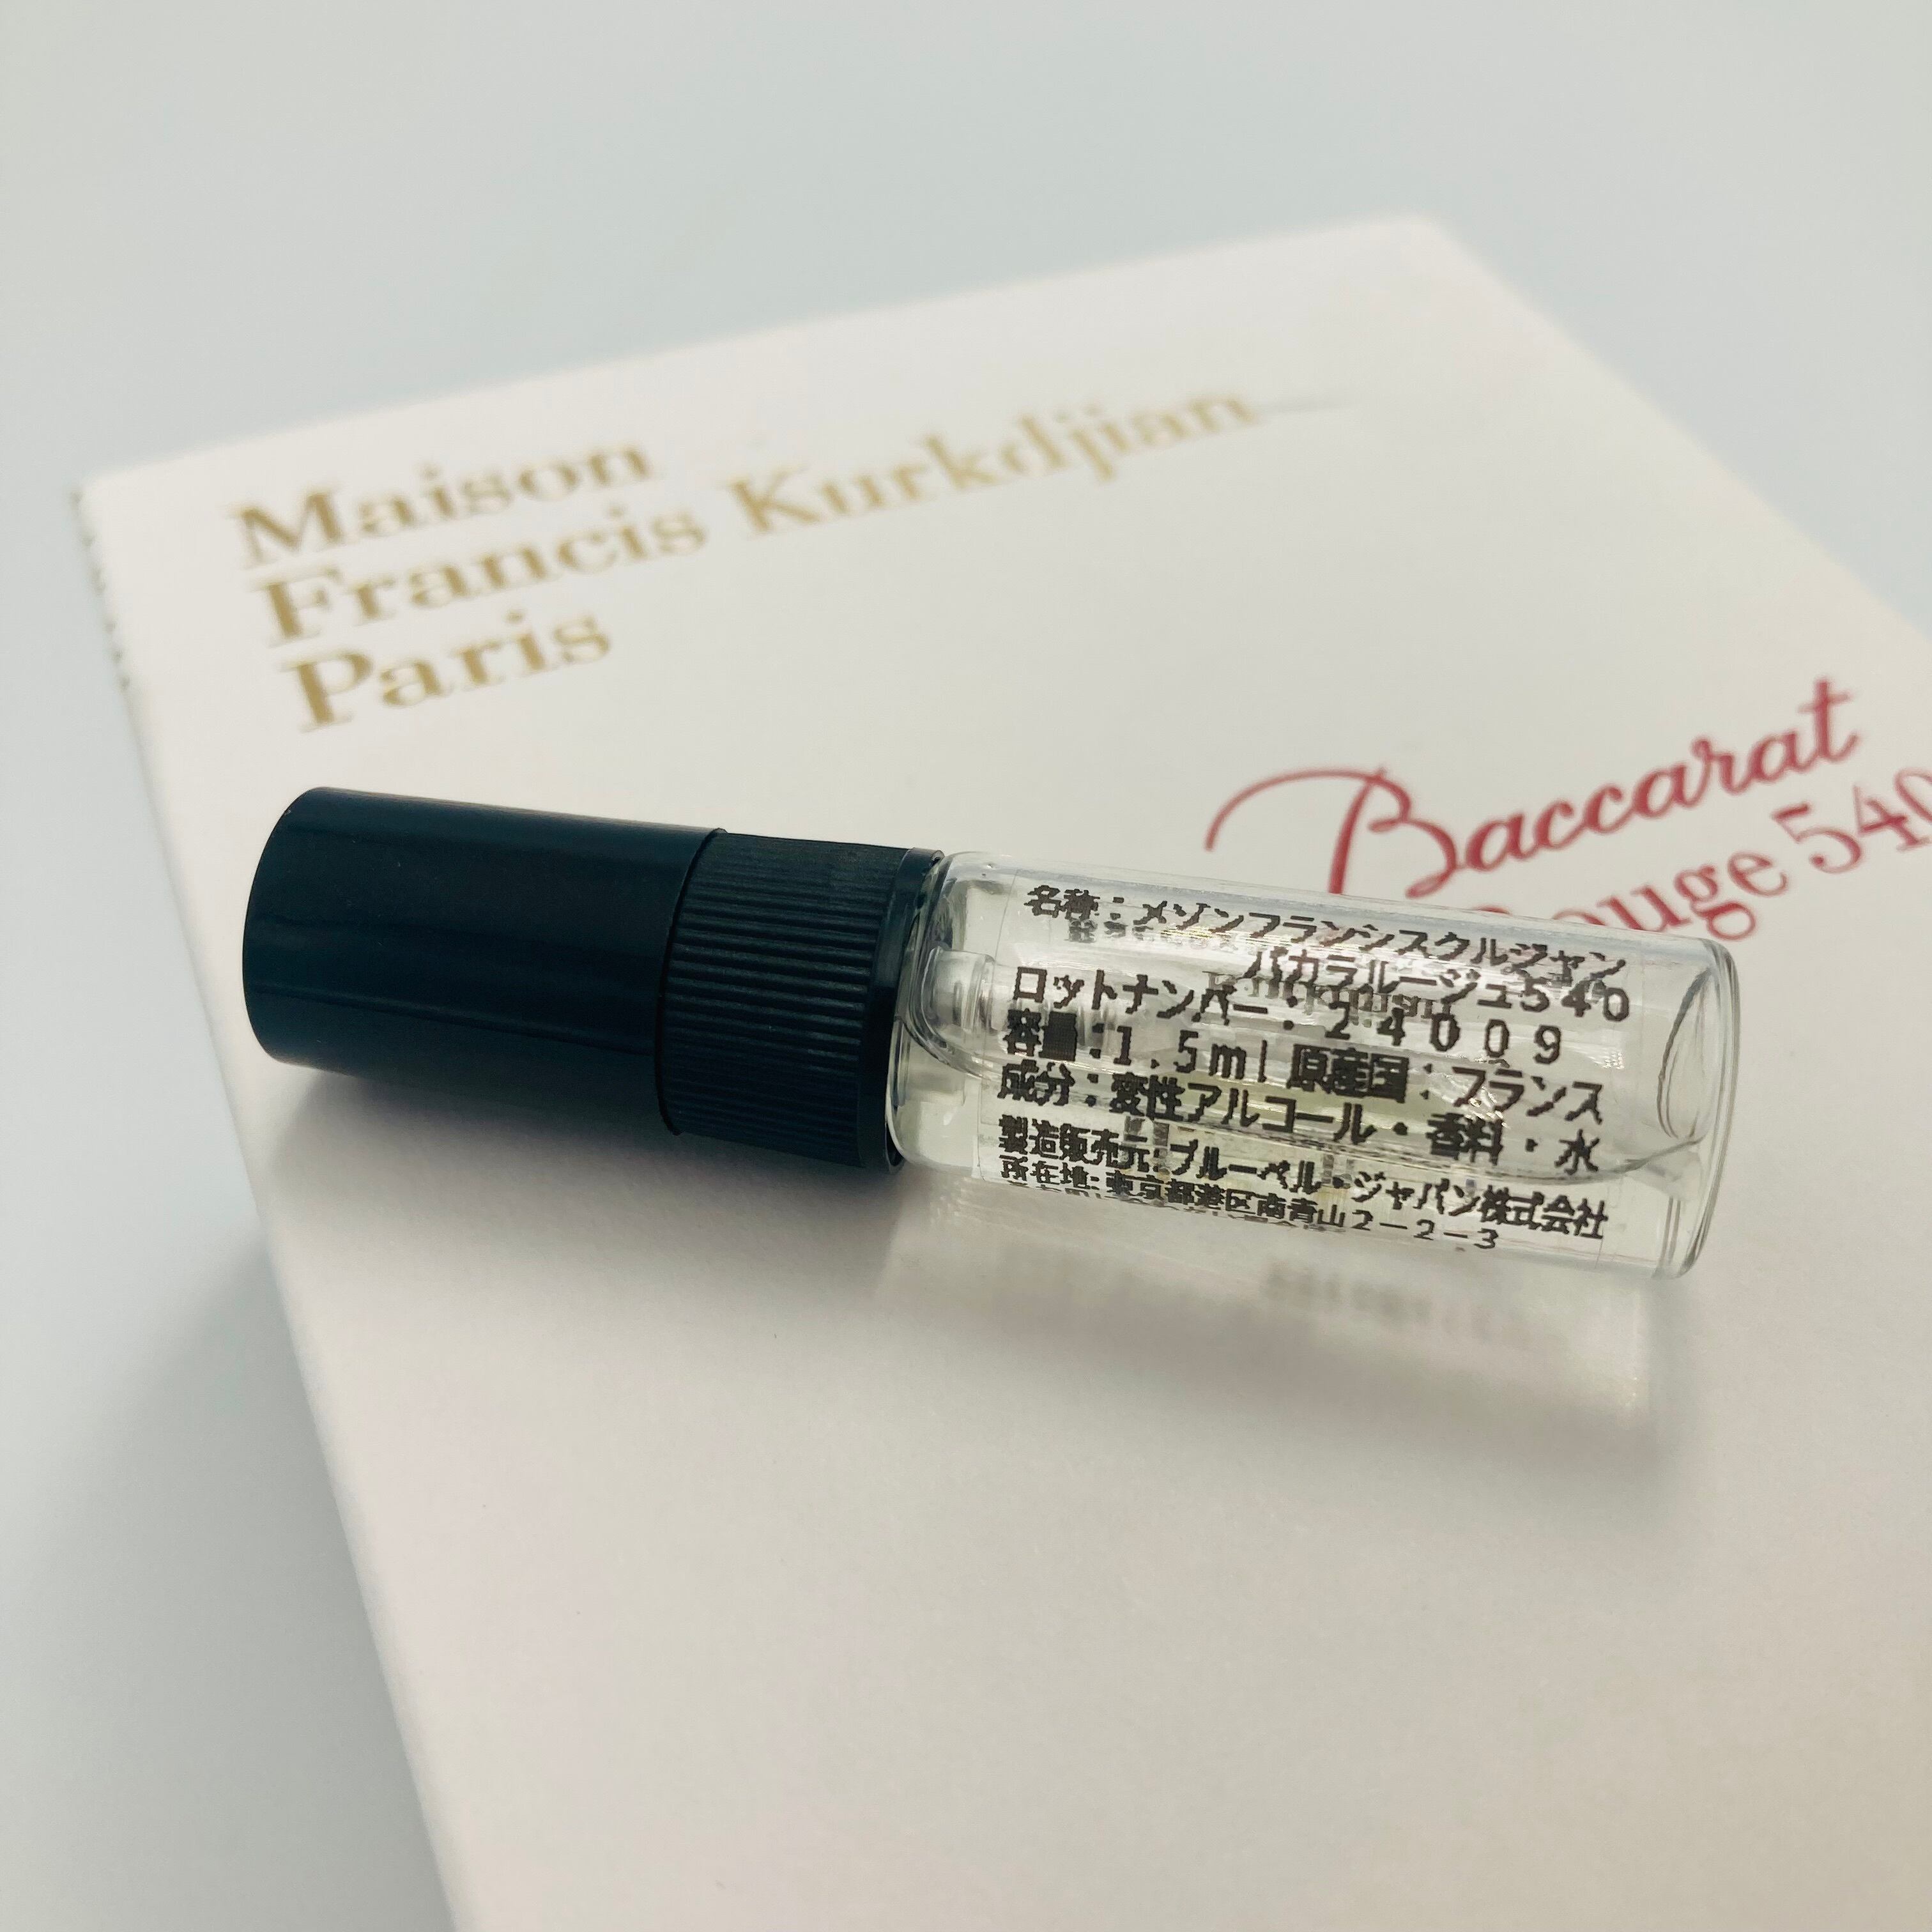 Maison
Francis Kurkdjian
Paris
Baccarat
ouge 540
名称：メゾンフランシスクルジャン
バカラルージュ540
ロットナンバー：24009
容量：1.5ml 原産国：フランス
成分：変性アルコール・香料・水
製造販売元：ブルーベル・ジャパン株式会社
所在地：東京都港区南青山2-2-3